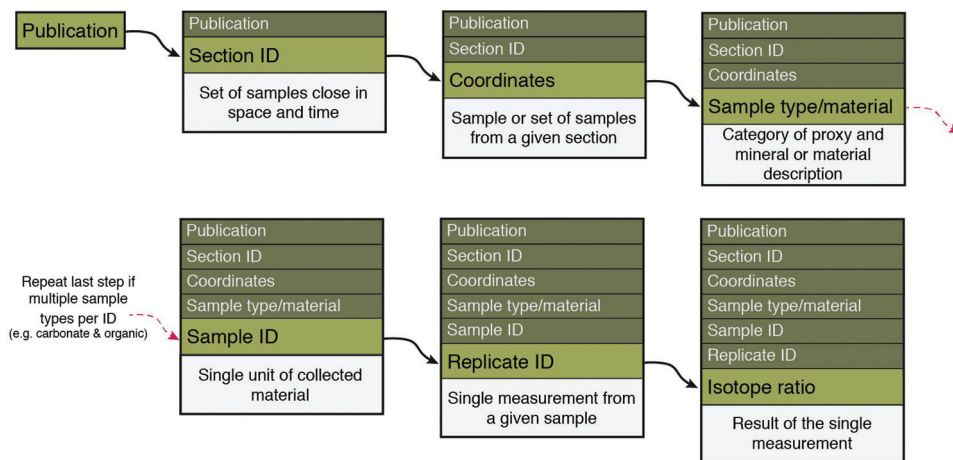 Publication
Publication
Section ID
Set of samples close in
space and time
Publication
Section ID
Coordinates
Sample or set of samples
from a given section
Publication
Section ID
Coordinates
Sample type/material
Category of proxy and
mineral or material
description
Repeat last step if
multiple sample
types per ID
(e.g. carbonate & organic)
Publication
Section ID
Coordinates
Sample type/material
Sample ID
Single unit of collected
material
Publication
Section ID
Coordinates
Sample type/material
Sample ID
Replicate ID
Single measurement from
a given sample
Publication
Section ID
Coordinates
Sample type/material
Sample ID
Replicate ID
Isotope ratio
Result of the single
measurement